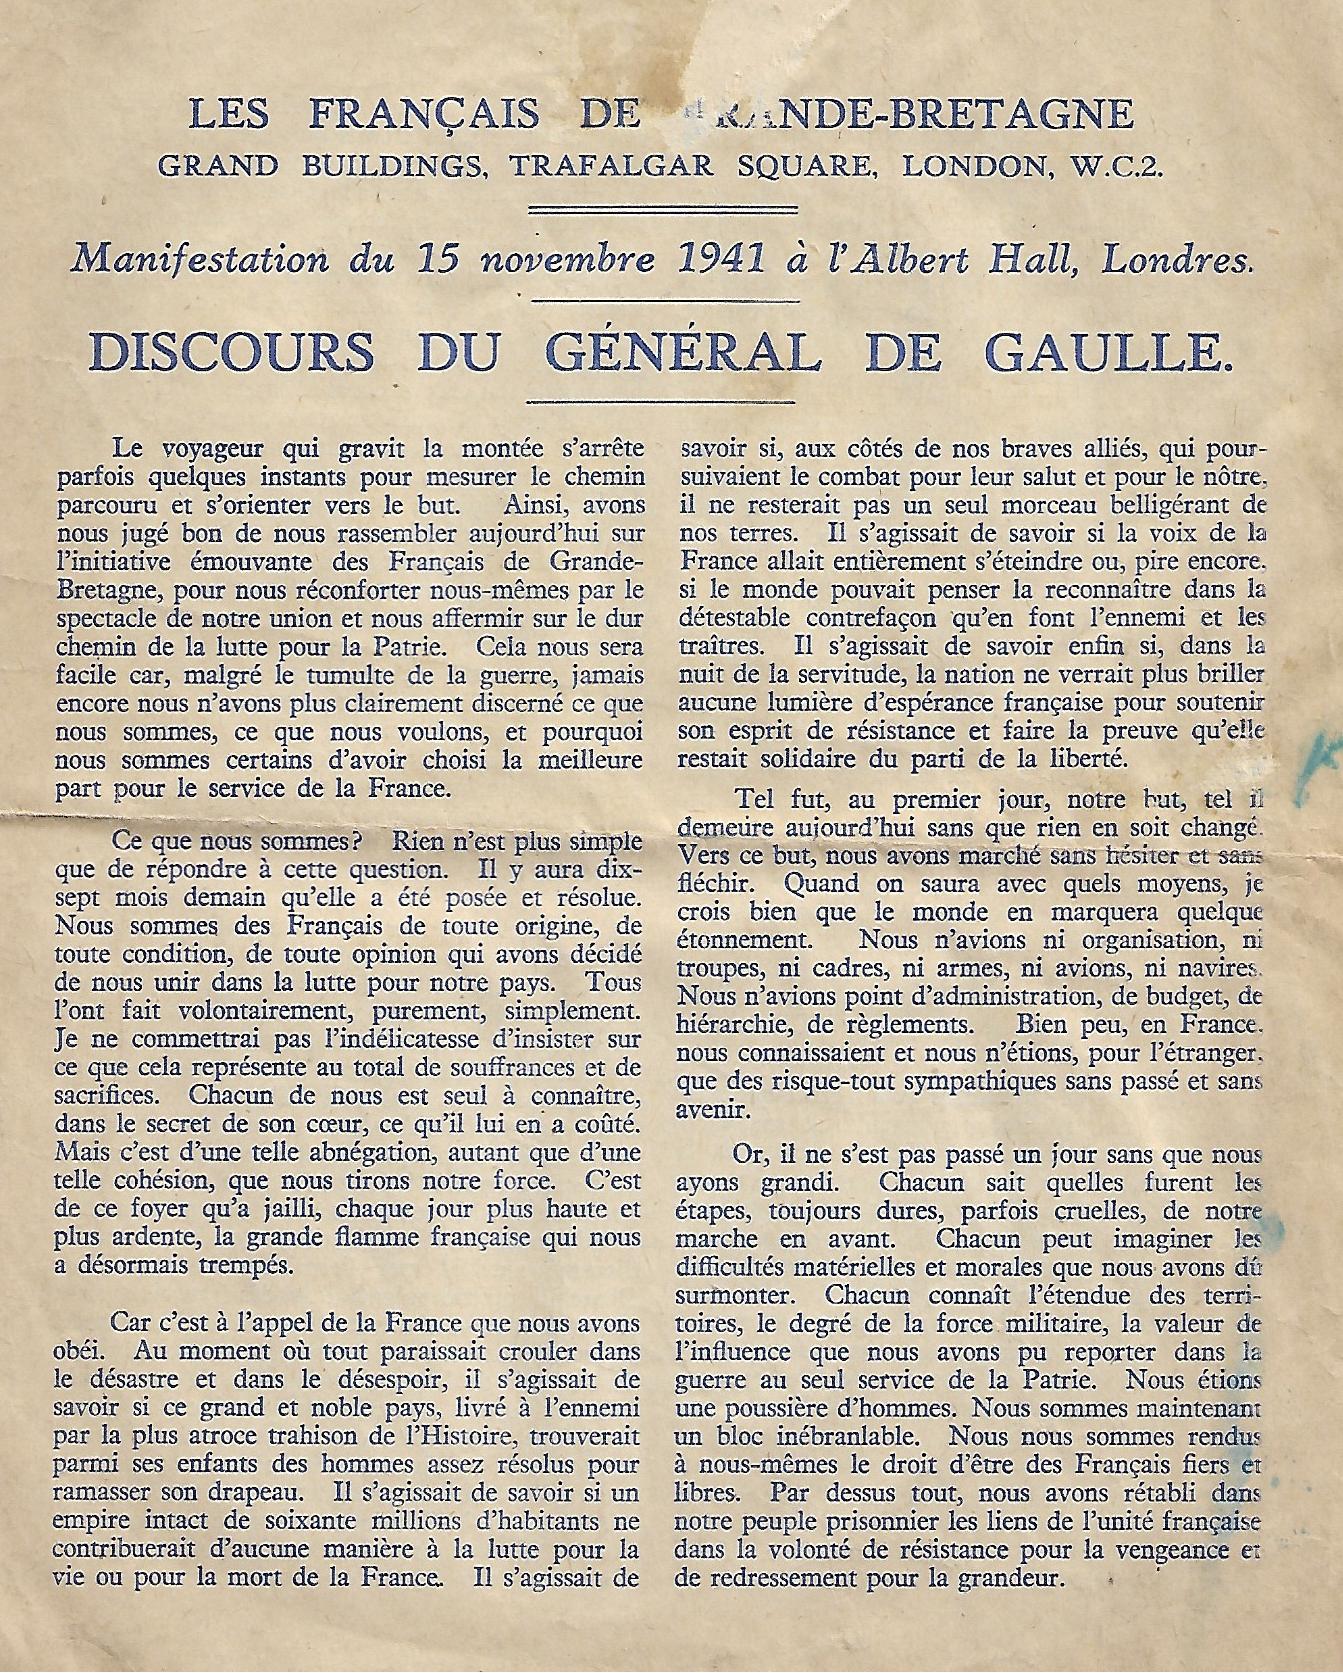 LES FRANÇAIS DE GRANDE-BRETAGNE
GRAND BUILDINGS, TRAFALGAR SQUARE, LONDON, W.C.2.
Manifestation du 15 novembre 1941 à l'Albert Hall, Londres.
DISCOURS DU GÉNÉRAL DE GAULLE.
Le voyageur qui gravit la montée s'arrête
parfois quelques instants pour mesurer le chemin
parcouru et s'orienter vers le but. Ainsi, avons
nous jugé bon de nous rassembler aujourd'hui sur
l'initiative émouvante des Français de Grande-
Bretagne, pour nous réconforter nous-mêmes par le
spectacle de notre union et nous affermir sur le dur
chemin de la lutte pour la Patrie. Cela nous sera
facile car, malgré le tumulte de la guerre, jamais
encore nous n'avons plus clairement discerné ce que
nous sommes, ce que nous voulons, et pourquoi
nous sommes certains d'avoir choisi la meilleure
part pour le service de la France.
Ce que nous sommes? Rien n'est plus simple
que de répondre à cette question. Il y aura dix-
sept mois demain qu'elle a été posée et résolue.
Nous sommes des Français de toute origine, de
toute condition, de toute opinion qui avons décidé
de nous unir dans la lutte pour notre pays. Tous
l'ont fait volontairement, purement, simplement.
Je ne commettrai pas l'indélicatesse d'insister sur
ce que cela représente au total de souffrances et de
sacrifices. Chacun de nous est seul à connaître,
dans le secret de son cœur, ce qu'il lui en a coûté.
Mais c'est d'une telle abnégation, autant que d'une
telle cohésion, que nous tirons notre force. C'est
de ce foyer qu'a jailli, chaque jour plus haute et
plus ardente, la grande flamme française qui nous
a désormais trempés.
Car c'est à l'appel de la France que nous avons
obéi. Au moment où tout paraissait crouler dans
le désastre et dans le désespoir, il s'agissait de
savoir si ce grand et noble pays, livré à l'ennemi
par la plus atroce trahison de l'Histoire, trouverait
parmi ses enfants des hommes assez résolus pour
ramasser son drapeau. Il s'agissait de savoir si un
empire intact de soixante millions d'habitants ne
contribuerait d'aucune manière à la lutte pour la
vie ou pour la mort de la France. Il s'agissait de
savoir si, aux côtés de nos braves alliés, qui pour-
suivaient le combat pour leur salut et pour le nôtre,
il ne resterait pas un seul morceau belligérant de
nos terres. Il s'agissait de savoir si la voix de la
France allait entièrement s'éteindre ou, pire encore,
si le monde pouvait penser la reconnaître dans la
détestable contrefaçon qu'en font l'ennemi et les
traîtres. Il s'agissait de savoir enfin si, dans la
nuit de la servitude, la nation ne verrait plus briller
aucune lumière d'espérance française pour soutenir
son esprit de résistance et faire la preuve qu'elle
restait solidaire du parti de la liberté.
Tel fut, au premier jour, notre but, tel il
demeure aujourd'hui sans que rien en soit changé.
Vers ce but, nous avons marché sans hésiter et sans
fléchir. Quand on saura avec quels moyens, je
crois bien que le monde en marquera quelque
étonnement. Nous n'avions ni organisation, ni
troupes, ni cadres, ni armes, ni avions, ni navires.
Nous n'avions point d'administration, de budget, de
hiérarchie, de règlements. Bien peu, en France,
nous connaissaient et nous n'étions, pour l'étranger,
que des risque-tout sympathiques sans passé et sans
avenir.
Or, il ne s'est pas passé un jour sans que nous
ayons grandi. Chacun sait quelles furent les
étapes, toujours dures, parfois cruelles, de notre
marche en avant. Chacun peut imaginer les
difficultés matérielles et morales que nous avons dû
surmonter. Chacun connaît l'étendue des terri-
toires, le degré de la force militaire, la valeur de
l'influence que nous avons pu reporter dans la
guerre au seul service de la Patrie. Nous étions
une poussière d'hommes. Nous sommes maintenant
un bloc inébranlable. Nous nous sommes rendus
à nous-mêmes le droit d'être des Français fiers et
libres. Par dessus tout, nous avons rétabli dans
notre peuple prisonnier les liens de l'unité française
dans la volonté de résistance pour la vengeance et
de redressement pour la grandeur.